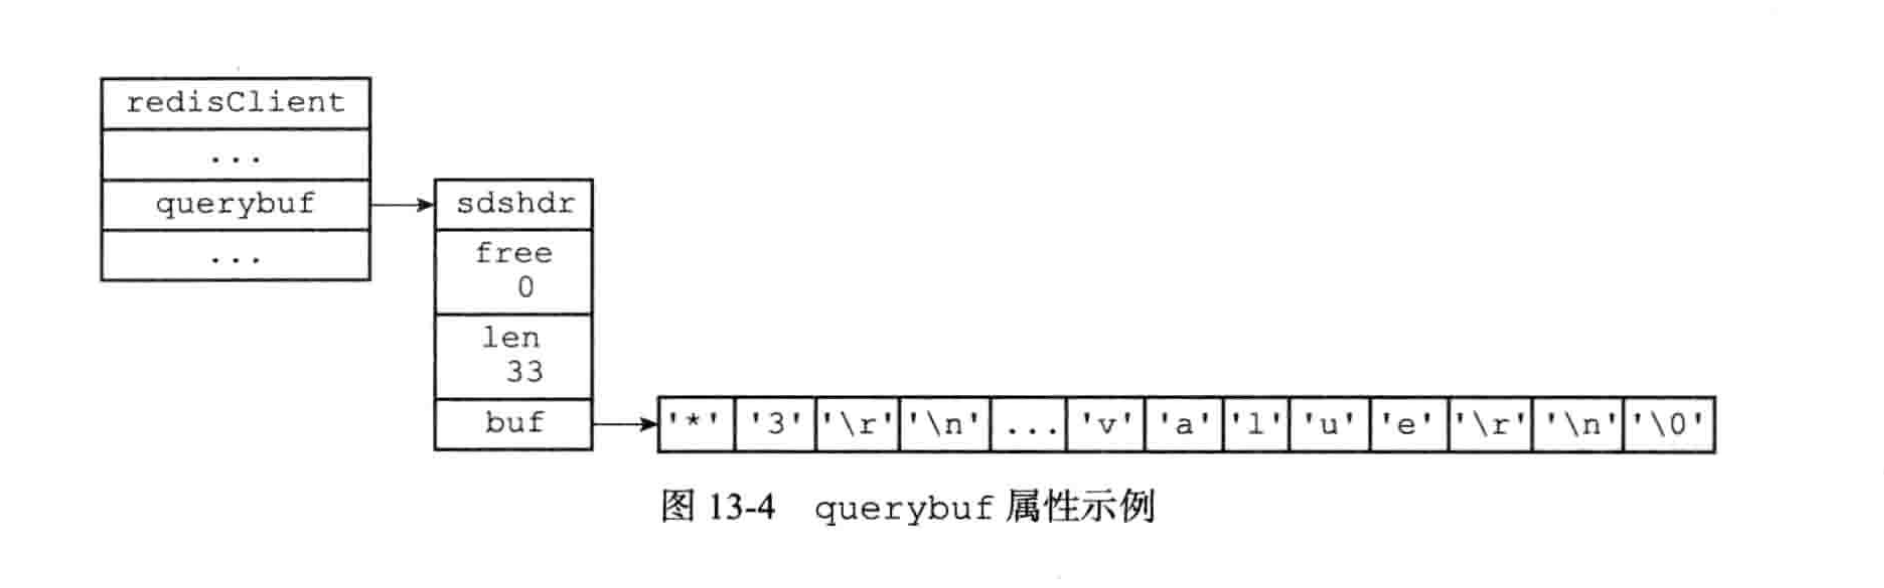 redisClient
...
querybuf
...
sdshdr
free
0
len
33
buf
'*' '3' '\r' '\n' ... 'v' 'a' 'l' 'u' 'e' '\r' '\n' '\0'
图 13-4 querybuf 属性示例